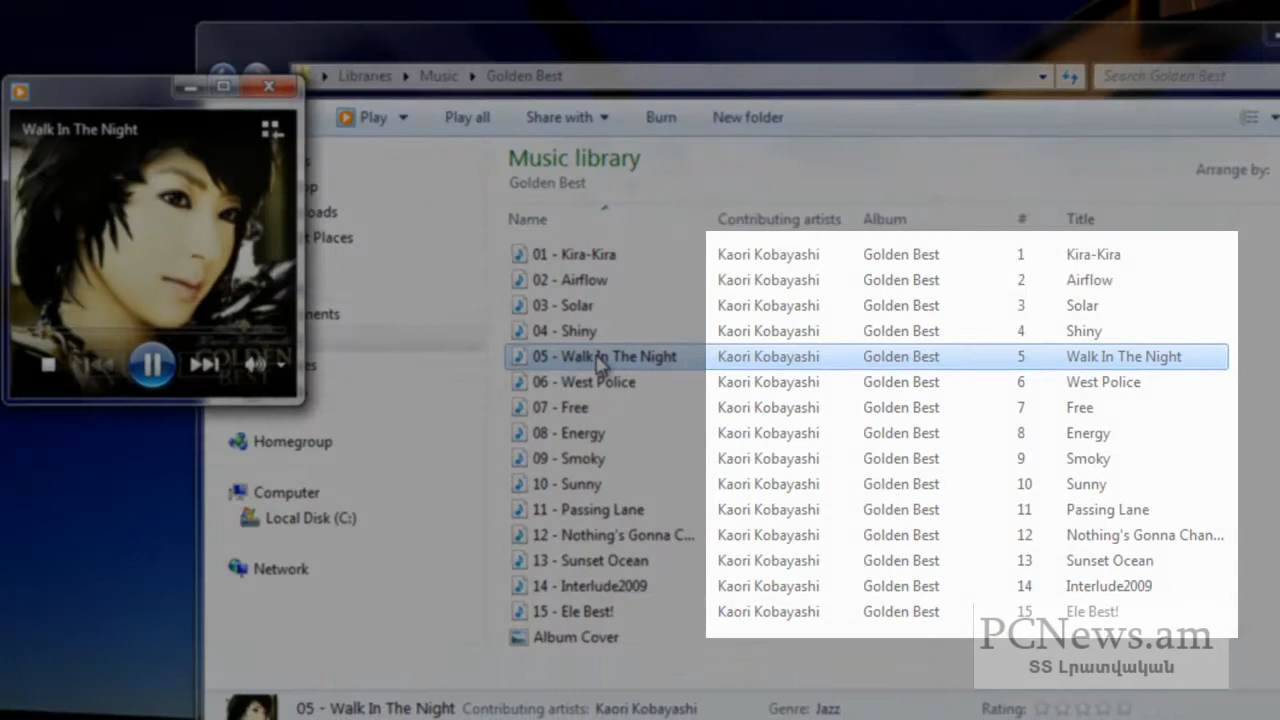 Libraries Music Golden Best Search Golden Best
Walk In The Night
Play Play all Share with Burn New folder
Music library
Golden Best
Arrange by:
Name Contributing artists Album # Title
01 - Kira-Kira Kaori Kobayashi Golden Best 1 Kira-Kira
02 - Airflow Kaori Kobayashi Golden Best 2 Airflow
03 - Solar Kaori Kobayashi Golden Best 3 Solar
04 - Shiny Kaori Kobayashi Golden Best 4 Shiny
05 - Walk In The Night Kaori Kobayashi Golden Best 5 Walk In The Night
06 - West Police Kaori Kobayashi Golden Best 6 West Police
07 - Free Kaori Kobayashi Golden Best 7 Free
08 - Energy Kaori Kobayashi Golden Best 8 Energy
09 - Smoky Kaori Kobayashi Golden Best 9 Smoky
10 - Sunny Kaori Kobayashi Golden Best 10 Sunny
11 - Passing Lane Kaori Kobayashi Golden Best 11 Passing Lane
12 - Nothing's Gonna C... Kaori Kobayashi Golden Best 12 Nothing's Gonna Chan...
13 - Sunset Ocean Kaori Kobayashi Golden Best 13 Sunset Ocean
14 - Interlude2009 Kaori Kobayashi Golden Best 14 Interlude2009
15 - Ele Best! Kaori Kobayashi Golden Best 15 Ele Best!
Album Cover
Places
Homegroup
Computer
Local Disk (C:)
Network
GOLDEN
BEST
PCNews.am
ՏՏ Լրատվական
05 - Walk In The Night Contributing artists: Kaori Kobayashi Genre: Jazz Rating: